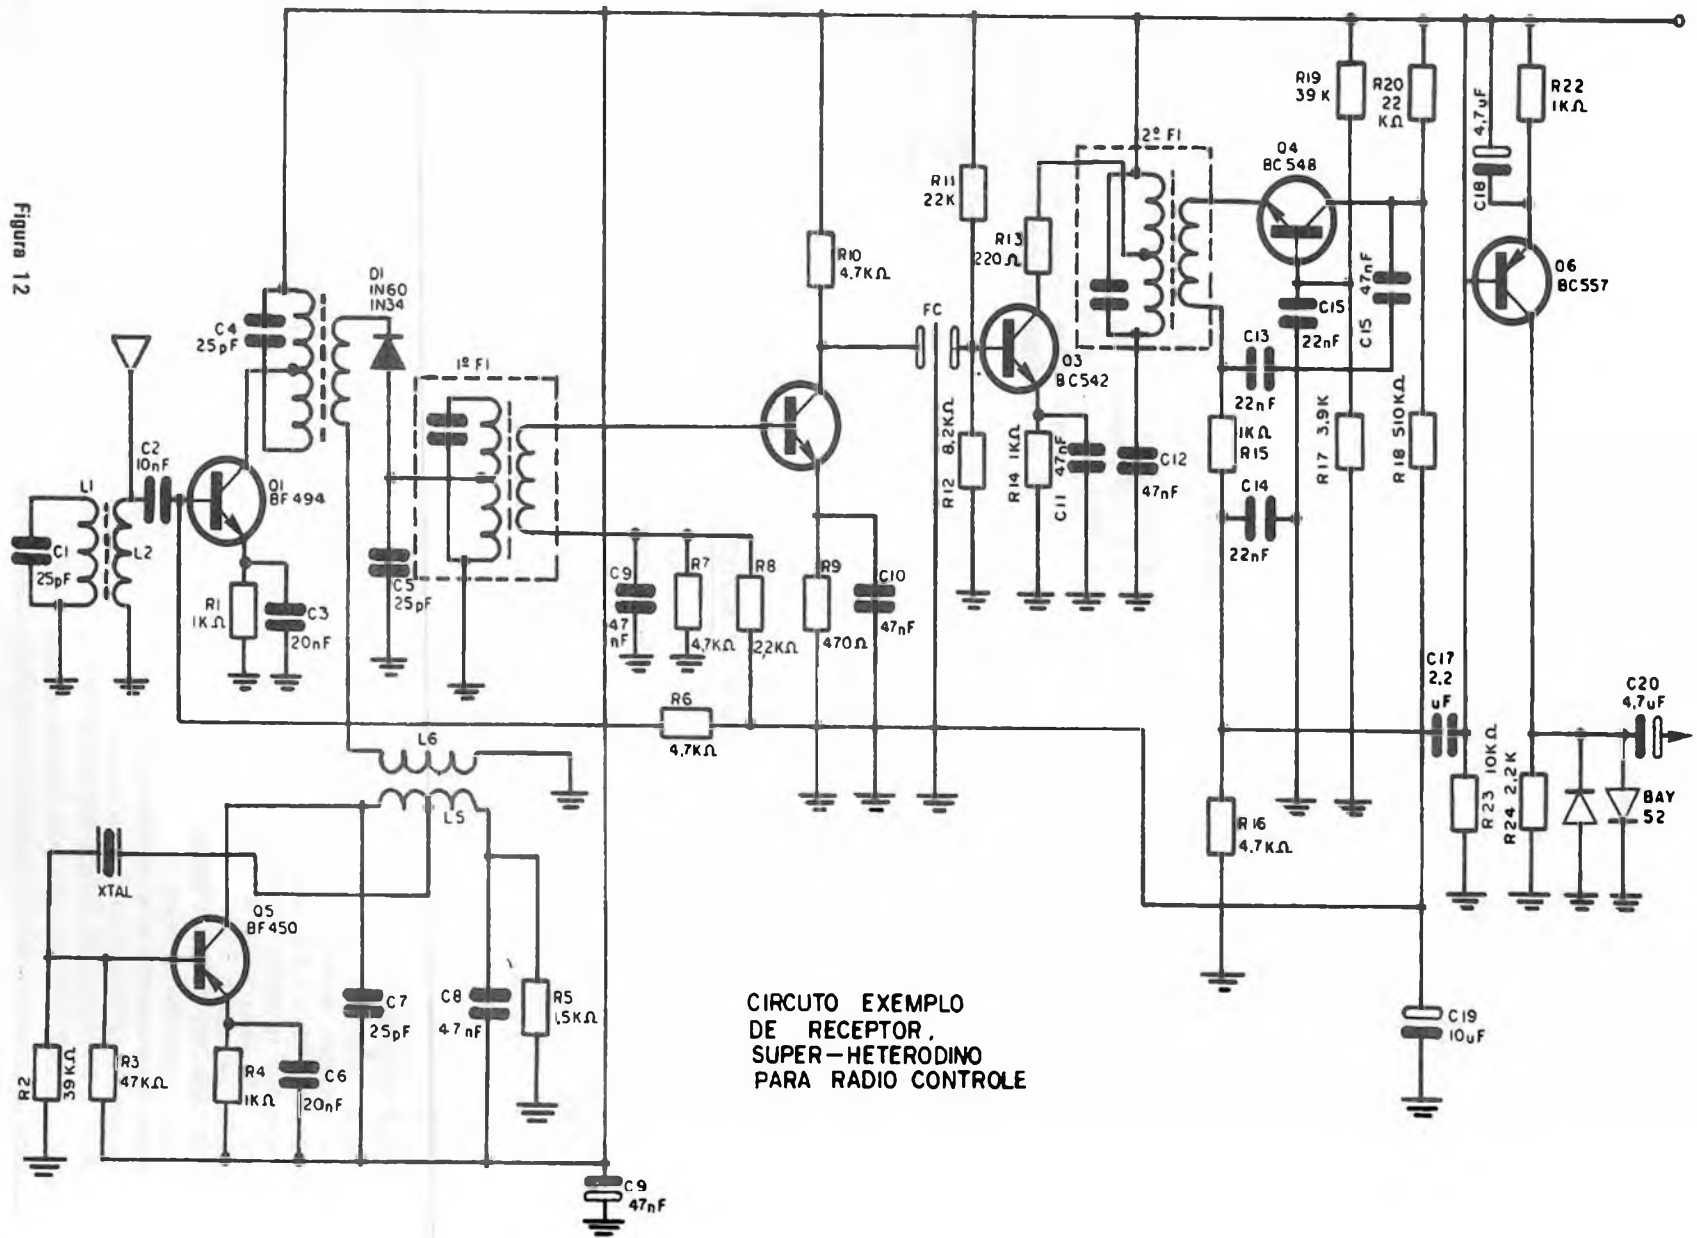 Figura 12
L1
C1
25pF
L2
C2
10nF
Q1
BF494
R1
1KΩ
C3
20nF
C4
25pF
D1
1N60
1N34
1º FI
C5
25pF
C9
47
nF
R7
4,7KΩ
R8
2,2KΩ
R9
470Ω
C10
47nF
R6
4,7KΩ
R10
4,7KΩ
FC
R11
22K
R12 8,2KΩ
R13
220Ω
Q3
BC542
R14 1KΩ
C11 47nF
2º FI
C12
47nF
Q4
BC548
C13
22nF
1KΩ
R15
C14
22nF
C15
22nF
C15 47nF
R19
39K
R20
22
KΩ
R17 3,9K
R18 510KΩ
R16
4,7KΩ
C17
2,2
uF
C18 4,7uF
R22
1KΩ
Q6
BC557
R23 10KΩ
R24 2,2K
C20
4,7uF
BAY
52
C19
10uF
L6
L5
XTAL
Q5
BF450
R2 39KΩ
R3
47KΩ
R4
1KΩ
C6
20nF
C7
25pF
C8
47nF
R5
1,5KΩ
C9
47nF
CIRCUTO EXEMPLO
DE RECEPTOR.
SUPER-HETERODINO
PARA RADIO CONTROLE